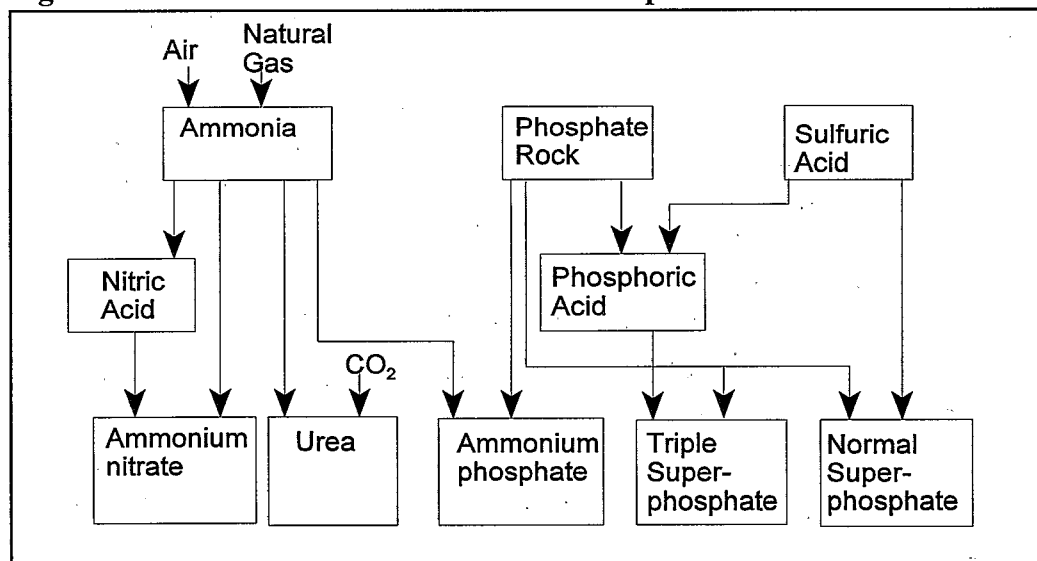 Air
Natural
Gas
Ammonia
Phosphate
Rock
Sulfuric
Acid
Nitric
Acid
Phosphoric
Acid
CO₂
Ammonium
nitrate
Urea
Ammonium
phosphate
Triple
Super-
phosphate
Normal
Super-
phosphate